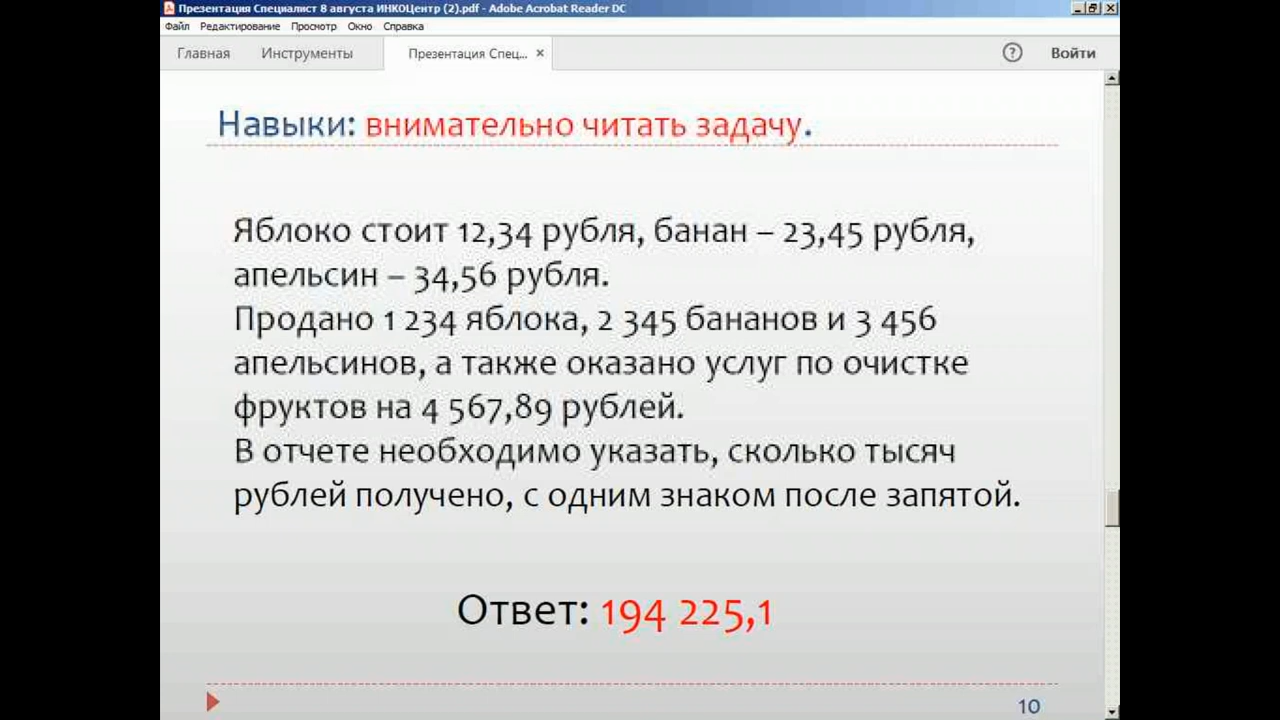 Презентация Специалист 8 августа ИНКОЦентр (2).pdf - Adobe Acrobat Reader DC
Файл Редактирование Просмотр Окно Справка
Главная Инструменты Презентация Спец... × ? Войти
Навыки: внимательно читать задачу.
Яблоко стоит 12,34 рубля, банан – 23,45 рубля,
апельсин – 34,56 рубля.
Продано 1 234 яблока, 2 345 бананов и 3 456
апельсинов, а также оказано услуг по очистке
фруктов на 4 567,89 рублей.
В отчете необходимо указать, сколько тысяч
рублей получено, с одним знаком после запятой.
Ответ: 194 225,1
10